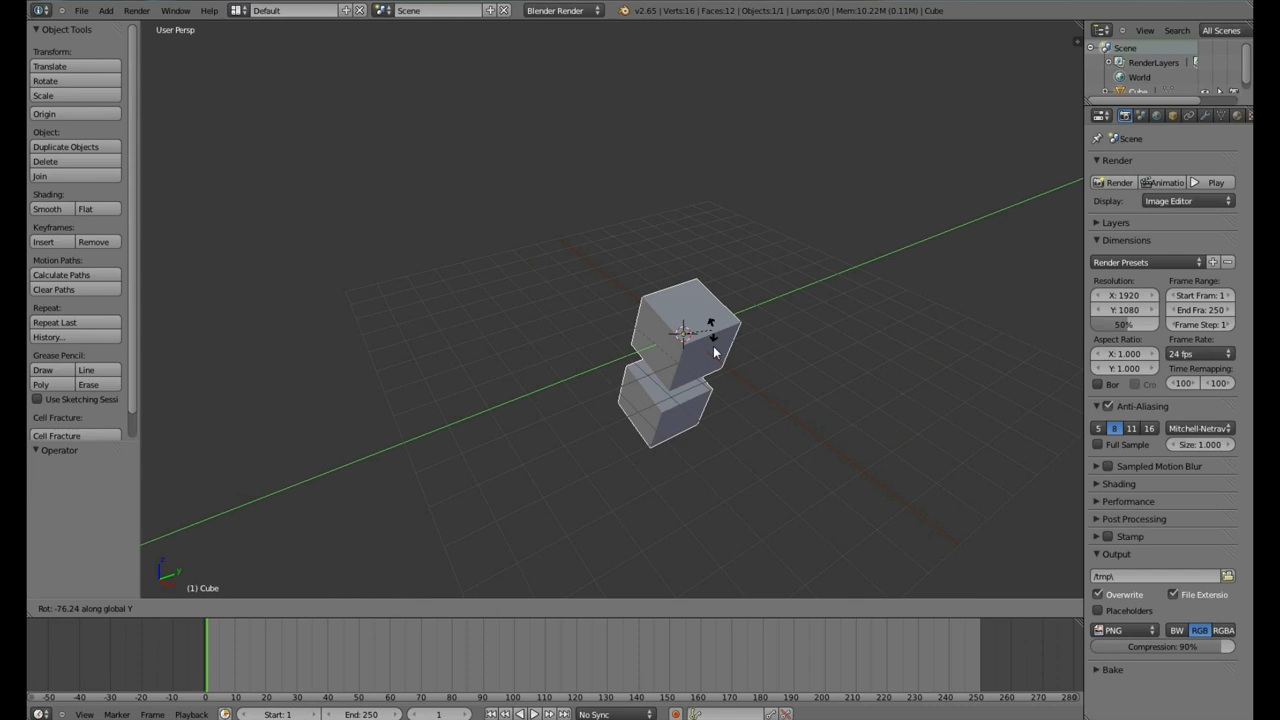 File Add Render Window Help Default Scene Blender Render v2.65 | Verts:16 | Faces:12 | Objects:1/1 | Lamps:0/0 | Mem:10.22M (0.11M) | Cube
Object Tools
Transform:
Translate
Rotate
Scale
Origin
Object:
Duplicate Objects
Delete
Join
Shading:
Smooth Flat
Keyframes:
Insert Remove
Motion Paths:
Calculate Paths
Clear Paths
Repeat:
Repeat Last
History...
Grease Pencil:
Draw Line
Poly Erase
Use Sketching Sessi
Cell Fracture:
Cell Fracture
Operator
User Persp
z
y
(1) Cube
Rot: -76.24 along global Y
-50 -40 -30 -20 -10 0 10 20 30 40 50 60 70 80 90 100 110 120 130 140 150 160 170 180 190 200 210 220 230 240 250 260 270 280
View Marker Frame Playback Start: 1 End: 250 1 No Sync
View Search All Scenes
Scene
RenderLayers
World
Cube
Scene
Render
Render Animatio Play
Display: Image Editor
Layers
Dimensions
Render Presets
Resolution: Frame Range:
X: 1920 Start Fram: 1
Y: 1080 End Fra: 250
50% Frame Step: 1
Aspect Ratio: Frame Rate:
X: 1.000 24 fps
Y: 1.000 Time Remapping:
Bor Cro 100 100
Anti-Aliasing
5 8 11 16 Mitchell-Netrav
Full Sample Size: 1.000
Sampled Motion Blur
Shading
Performance
Post Processing
Stamp
Output
/tmp\
Overwrite File Extensio
Placeholders
PNG BW RGB RGBA
Compression: 90%
Bake